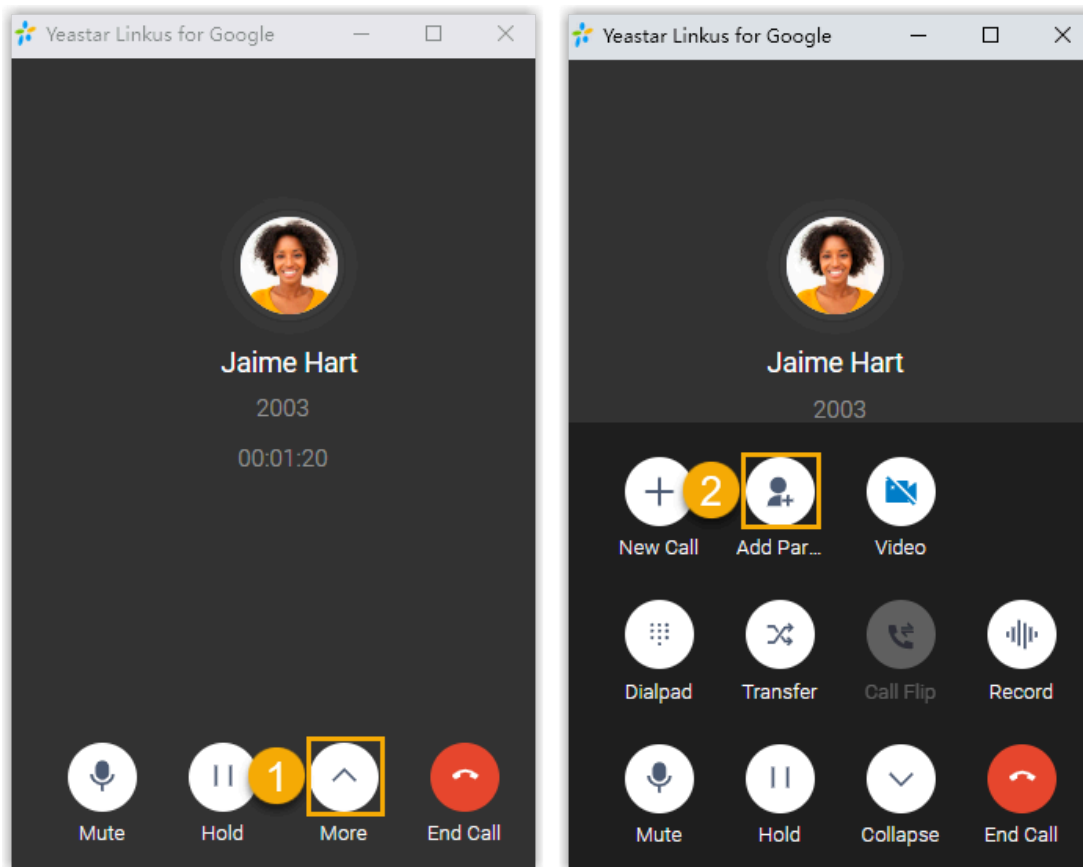 Yeastar Linkus for Google
Jaime Hart
2003
00:01:20
1
Mute
Hold
More
End Call
Yeastar Linkus for Google
Jaime Hart
2003
2
New Call
Add Par...
Video
Dialpad
Transfer
Call Flip
Record
Mute
Hold
Collapse
End Call